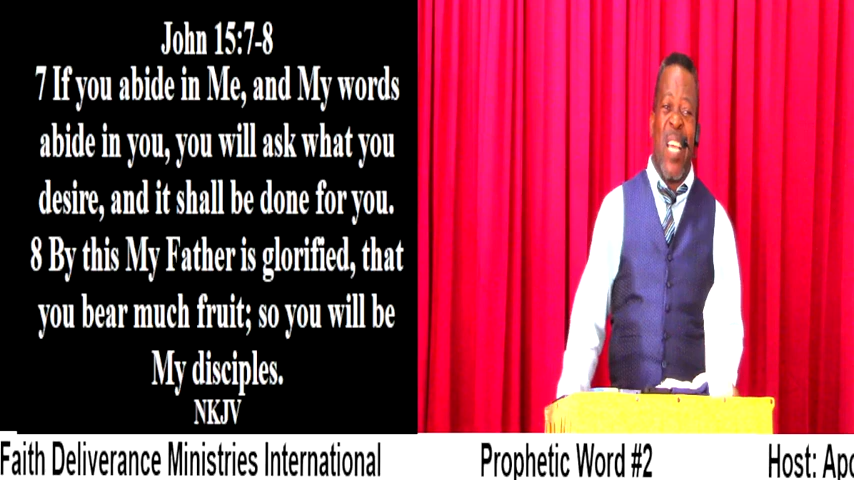 John 15:7-8
7 If you abide in Me, and My words
abide in you, you will ask what you
desire, and it shall be done for you.
8 By this My Father is glorified, that
you bear much fruit; so you will be
My disciples.
NKJV
Faith Deliverance Ministries International Prophetic Word #2 Host: Apo